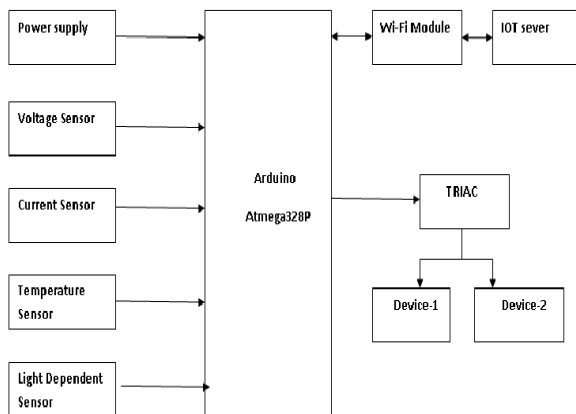 Power supply
Wi-Fi Module
IOT sever
Voltage Sensor
Arduino
Atmega328P
TRIAC
Current Sensor
Temperature
Sensor
Device-1
Device-2
Light Dependent
Sensor